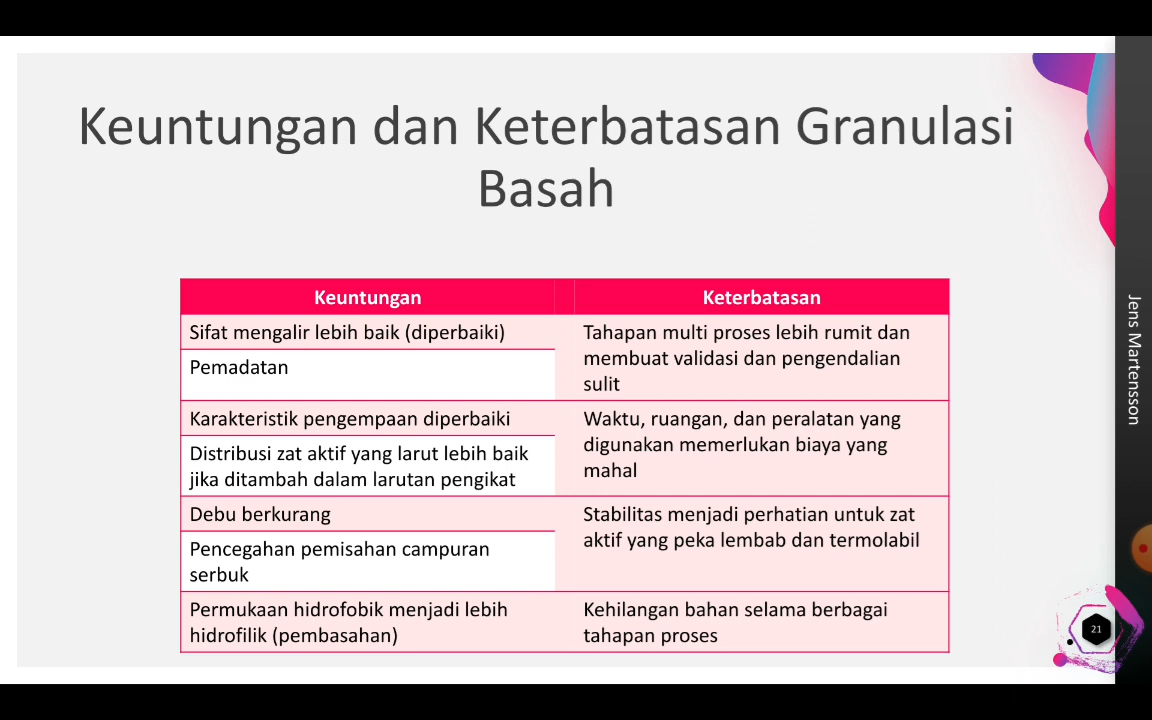 Keuntungan dan Keterbatasan Granulasi
Basah
Keuntungan
Keterbatasan
Sifat mengalir lebih baik (diperbaiki)
Tahapan multi proses lebih rumit dan
membuat validasi dan pengendalian
sulit
Pemadatan
Karakteristik pengempaan diperbaiki
Waktu, ruangan, dan peralatan yang
digunakan memerlukan biaya yang
mahal
Distribusi zat aktif yang larut lebih baik
jika ditambah dalam larutan pengikat
Debu berkurang
Stabilitas menjadi perhatian untuk zat
aktif yang peka lembab dan termolabil
Pencegahan pemisahan campuran
serbuk
Permukaan hidrofobik menjadi lebih
hidrofilik (pembasahan)
Kehilangan bahan selama berbagai
tahapan proses
Jens Martensson
21